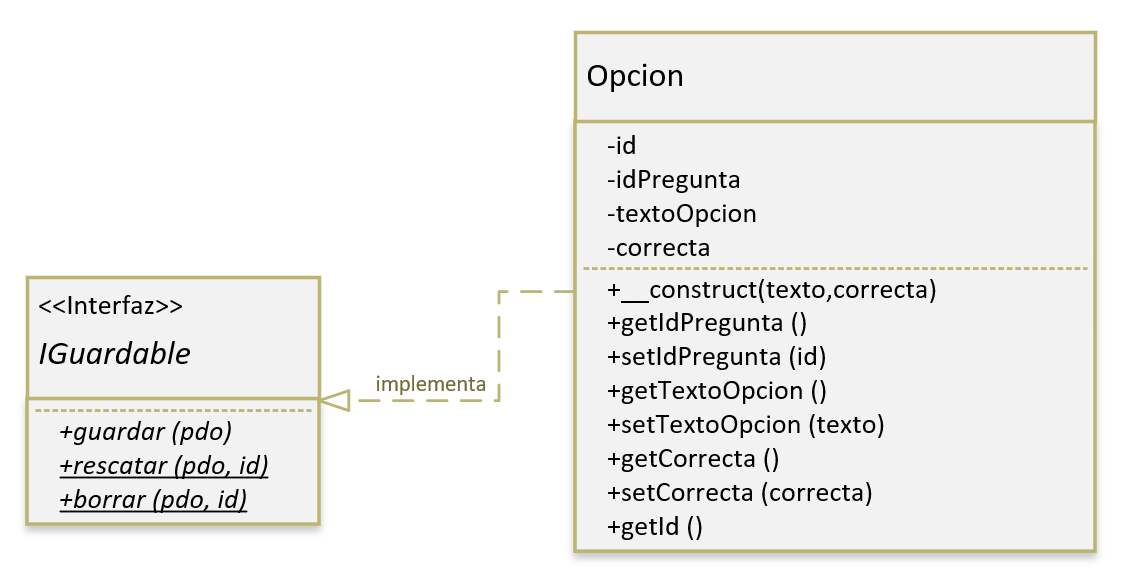 Opcion
-id
-idPregunta
-textoOpcion
-correcta
+__construct(texto,correcta)
+getIdPregunta ()
+setIdPregunta (id)
+getTextoOpcion ()
+setTextoOpcion (texto)
+getCorrecta ()
+setCorrecta (correcta)
+getId ()
implementa
<<Interfaz>>
IGuardable
+guardar (pdo)
+rescatar (pdo, id)
+borrar (pdo, id)